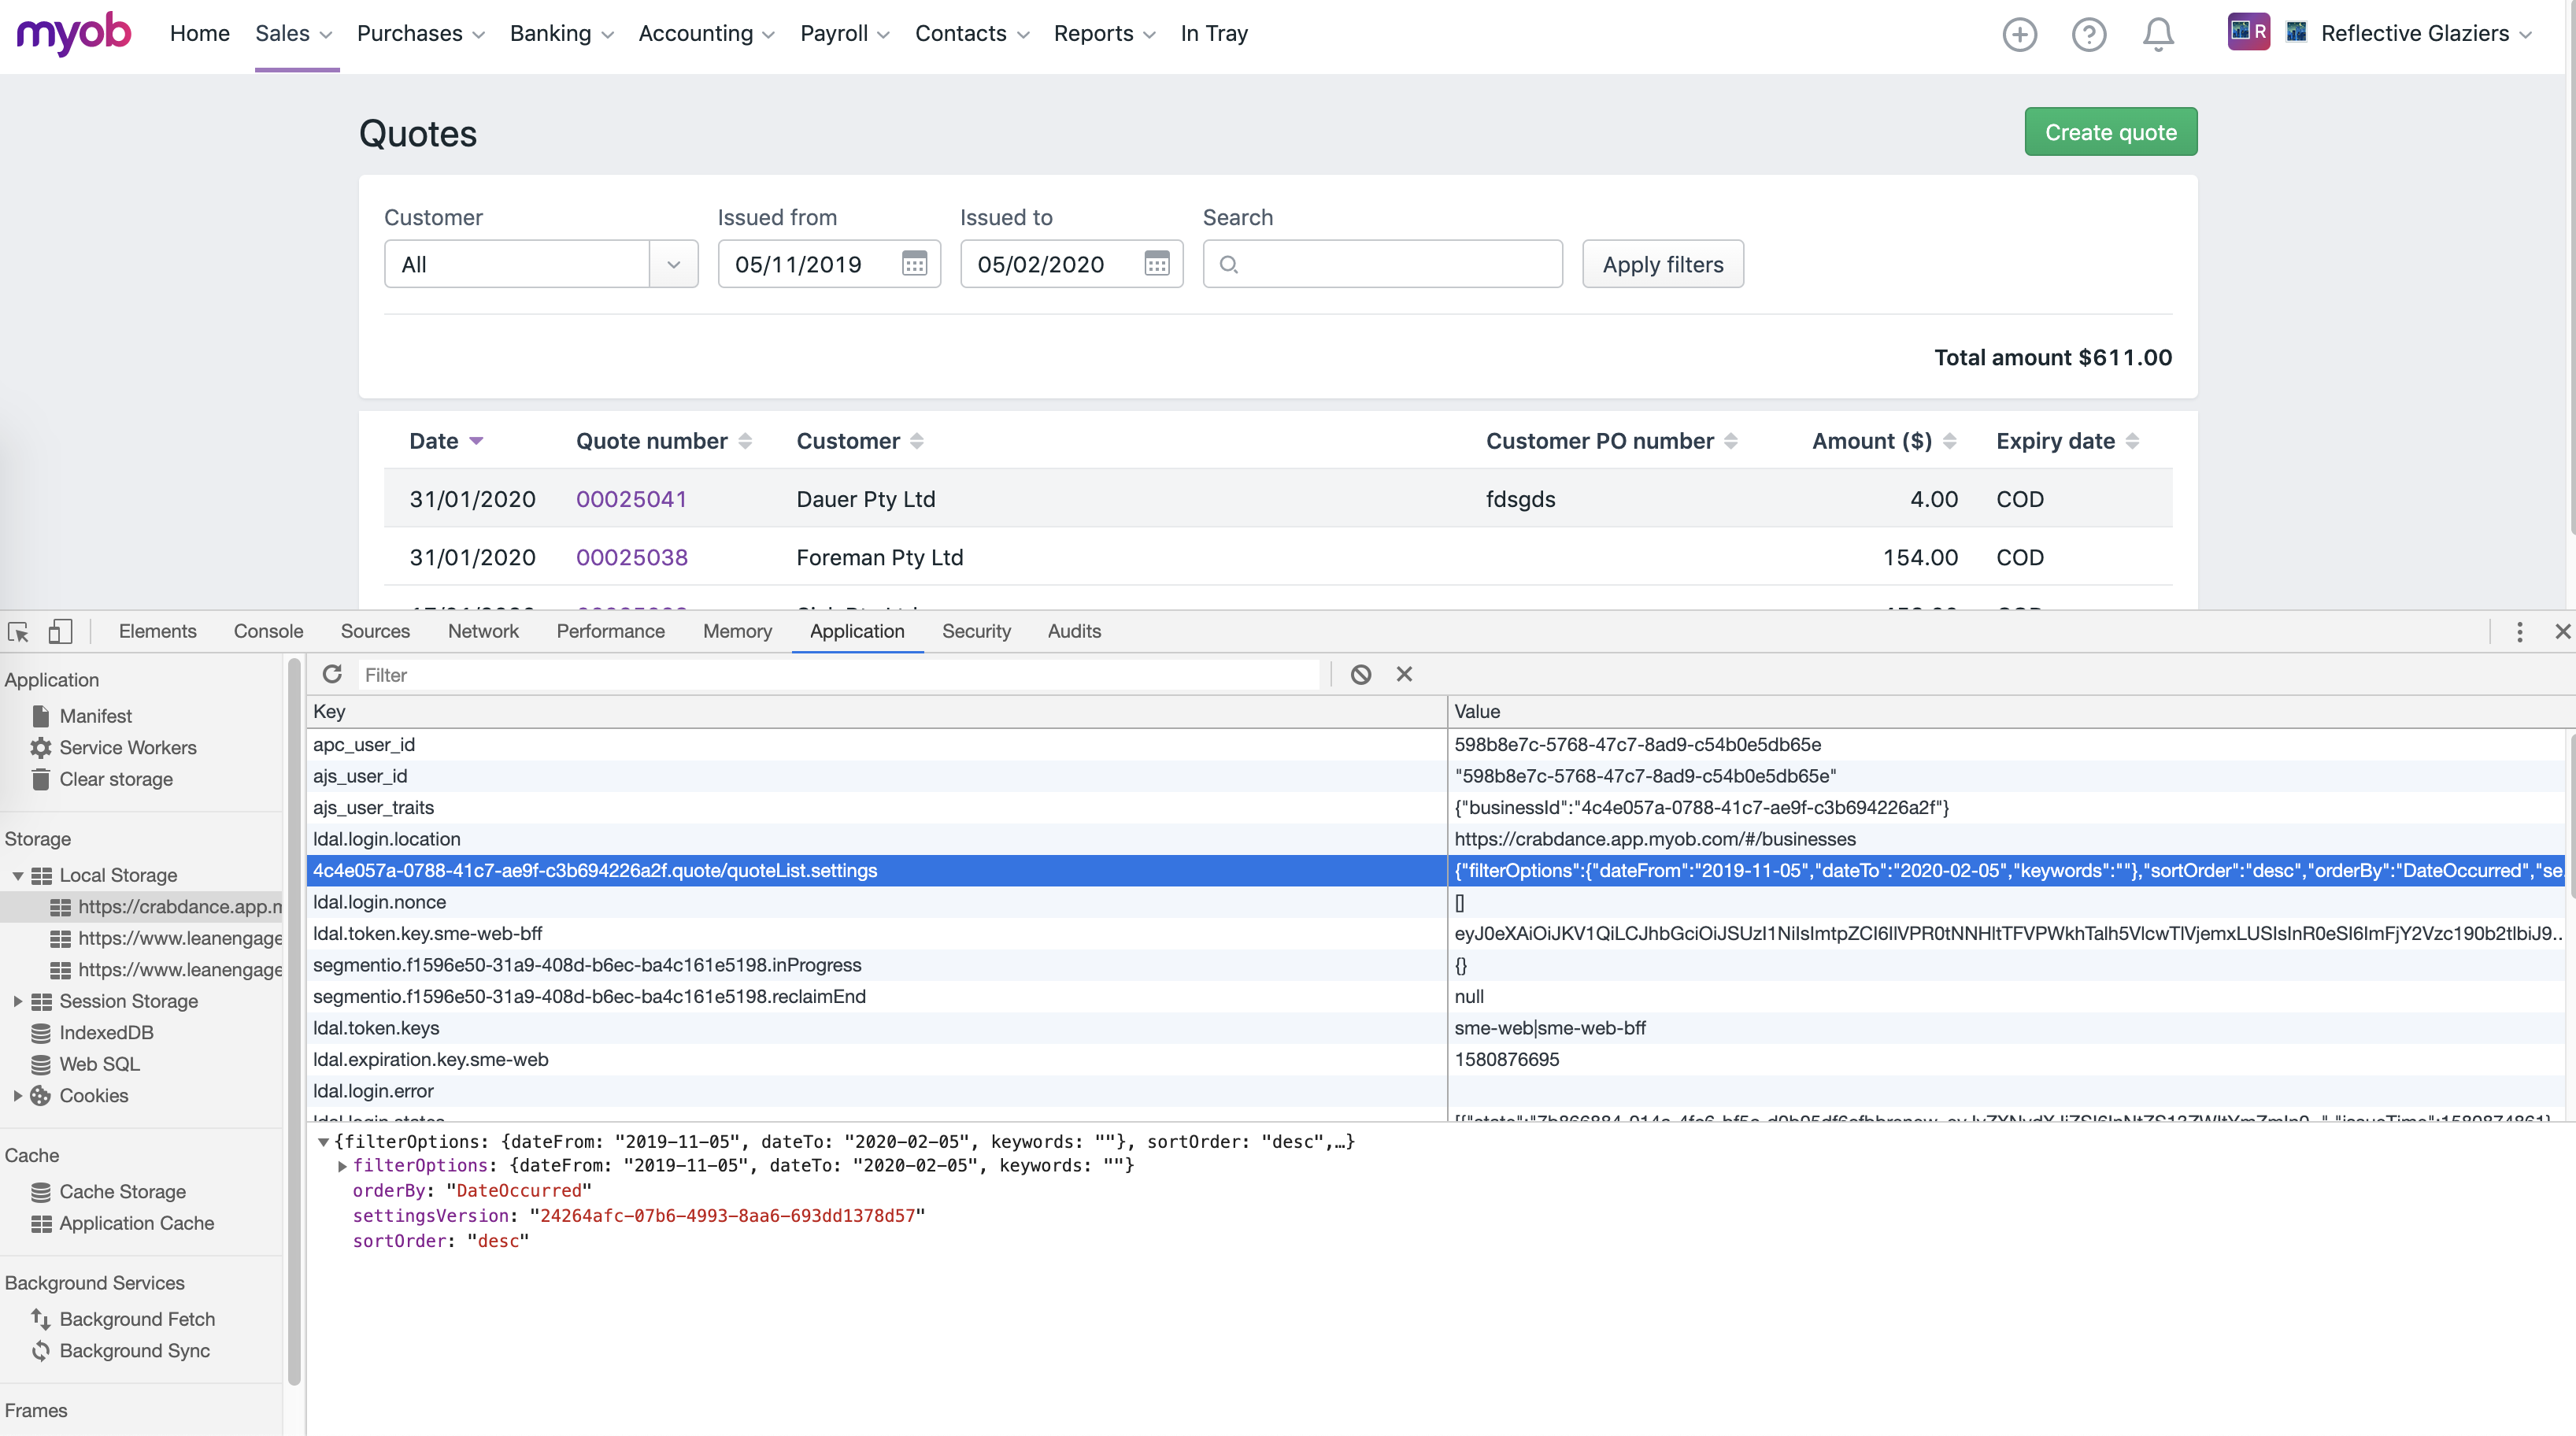 myob Home Sales Purchases Banking Accounting Payroll Contacts Reports In Tray R Reflective Glaziers
Quotes Create quote
Customer Issued from Issued to Search
All 05/11/2019 05/02/2020 Apply filters
Total amount $611.00
Date Quote number Customer Customer PO number Amount ($) Expiry date
31/01/2020 00025041 Dauer Pty Ltd fdsgds 4.00 COD
31/01/2020 00025038 Foreman Pty Ltd 154.00 COD
Elements Console Sources Network Performance Memory Application Security Audits
Application
Manifest
Service Workers
Clear storage
Storage
Local Storage
https://crabdance.app.m
https://www.leanengage
https://www.leanengage
Session Storage
IndexedDB
Web SQL
Cookies
Cache
Cache Storage
Application Cache
Background Services
Background Fetch
Background Sync
Frames
Filter
Key Value
apc_user_id 598b8e7c-5768-47c7-8ad9-c54b0e5db65e
ajs_user_id "598b8e7c-5768-47c7-8ad9-c54b0e5db65e"
ajs_user_traits {"businessId":"4c4e057a-0788-41c7-ae9f-c3b694226a2f"}
ldal.login.location https://crabdance.app.myob.com/#/businesses
4c4e057a-0788-41c7-ae9f-c3b694226a2f.quote/quoteList.settings {"filterOptions":{"dateFrom":"2019-11-05","dateTo":"2020-02-05","keywords":""},"sortOrder":"desc","orderBy":"DateOccurred","se
ldal.login.nonce []
ldal.token.key.sme-web-bff
segmentio.f1596e50-31a9-408d-b6ec-ba4c161e5198.inProgress {}
segmentio.f1596e50-31a9-408d-b6ec-ba4c161e5198.reclaimEnd null
ldal.token.keys sme-web|sme-web-bff
ldal.expiration.key.sme-web 1580876695
ldal.login.error
{filterOptions: {dateFrom: "2019-11-05", dateTo: "2020-02-05", keywords: ""}, sortOrder: "desc",…}
filterOptions: {dateFrom: "2019-11-05", dateTo: "2020-02-05", keywords: ""}
orderBy: "DateOccurred"
settingsVersion: "24264afc-07b6-4993-8aa6-693dd1378d57"
sortOrder: "desc"